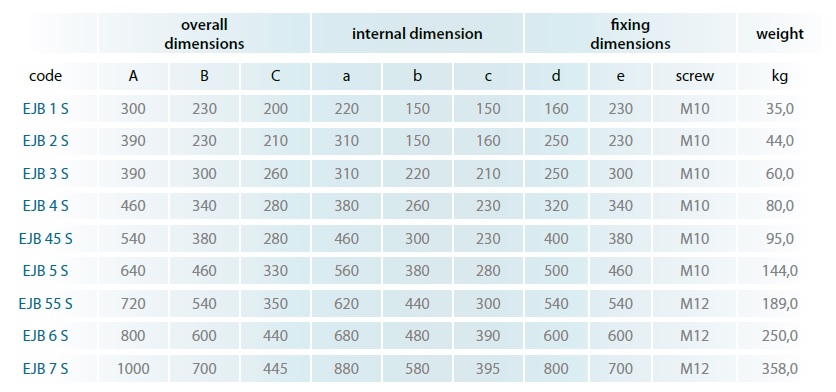 overall dimensions internal dimension fixing dimensions weight
code A B C a b c d e screw kg
EJB 1 S 300 230 200 220 150 150 160 230 M10 35,0
EJB 2 S 390 230 210 310 150 160 250 230 M10 44,0
EJB 3 S 390 300 260 310 220 210 250 300 M10 60,0
EJB 4 S 460 340 280 380 260 230 320 340 M10 80,0
EJB 45 S 540 380 280 460 300 230 400 380 M10 95,0
EJB 5 S 640 460 330 560 380 280 500 460 M10 144,0
EJB 55 S 720 540 350 620 440 300 540 540 M12 189,0
EJB 6 S 800 600 440 680 480 390 600 600 M12 250,0
EJB 7 S 1000 700 445 880 580 395 800 700 M12 358,0